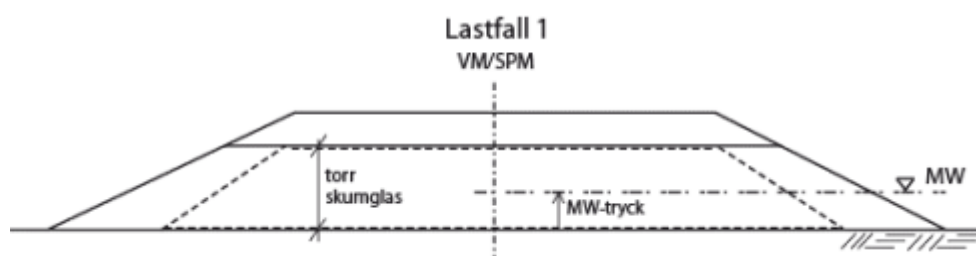 Lastfall 1
VM/SPM
torr
skumglas
MW-tryck
MW